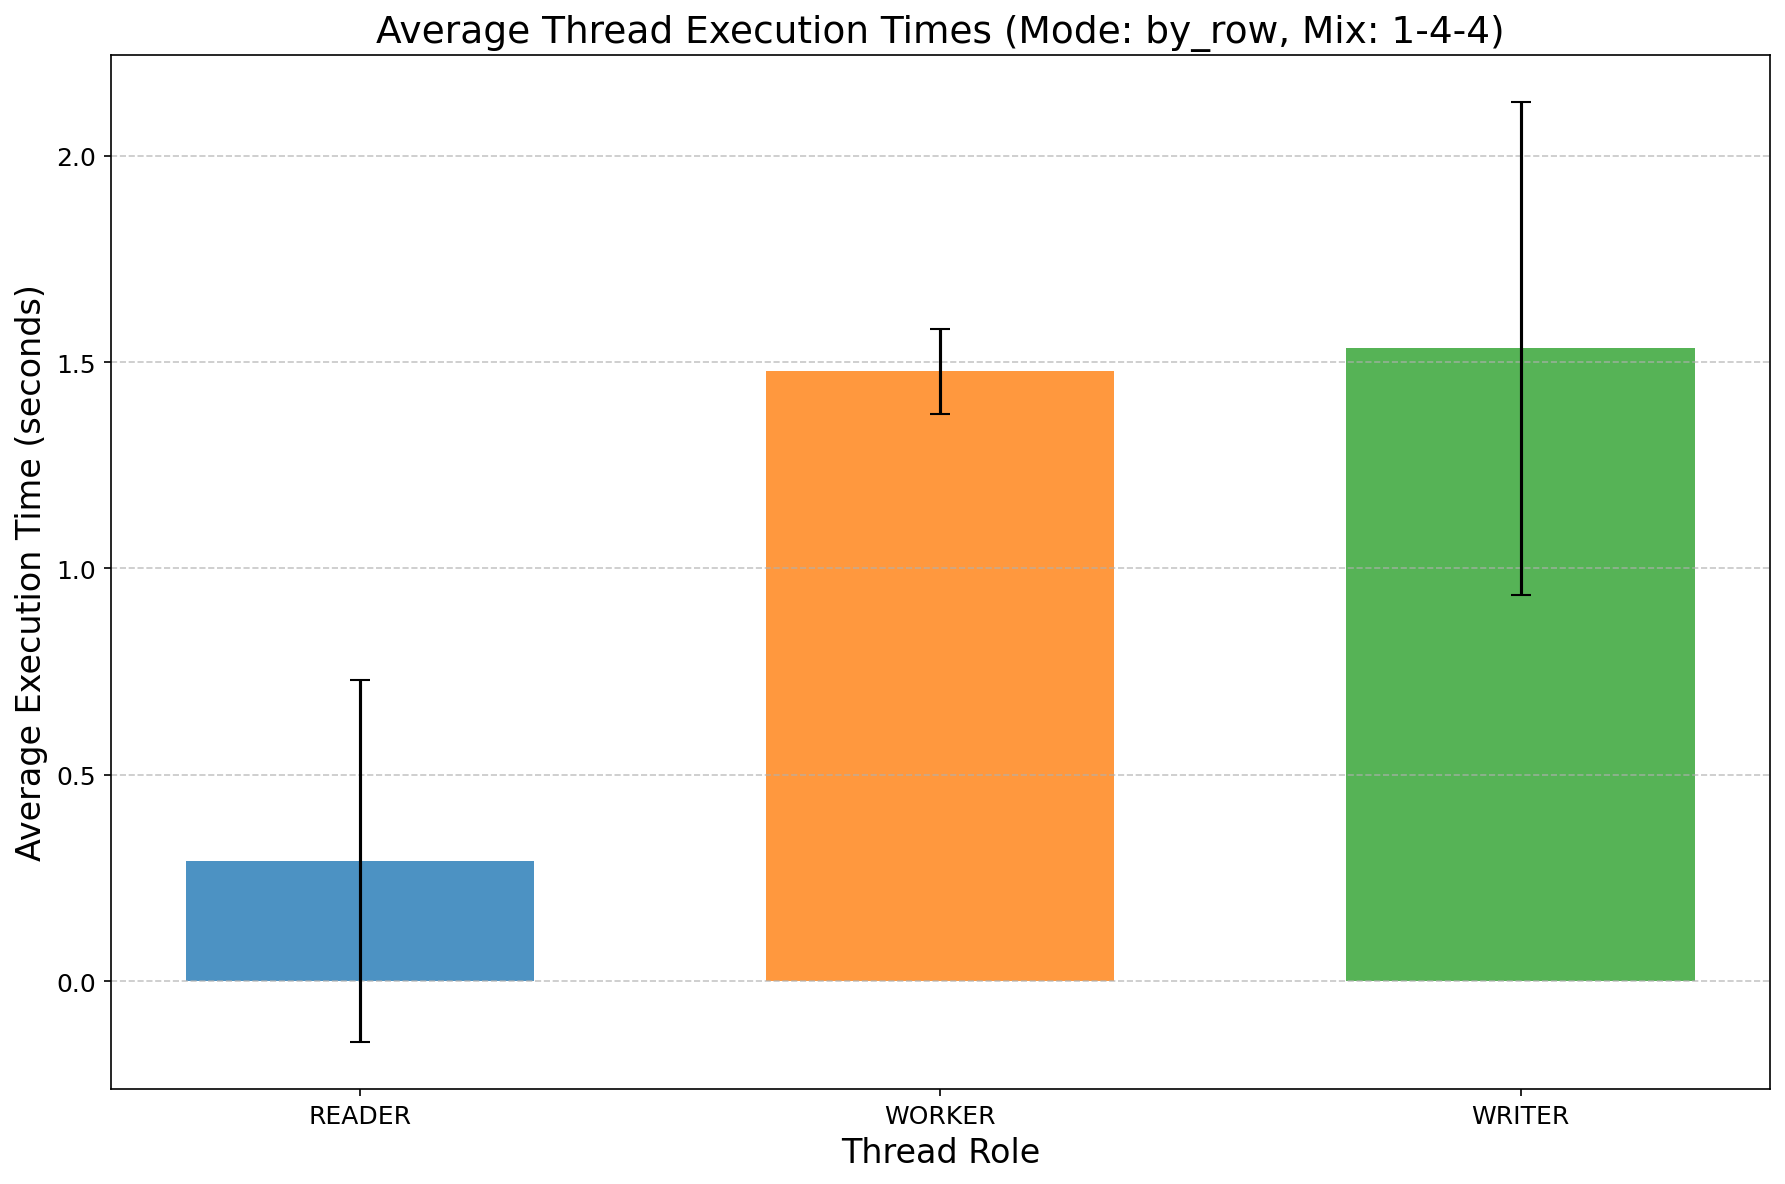 Average Thread Execution Times (Mode: by_row, Mix: 1-4-4)
Average Execution Time (seconds)
2.0
1.5
1.0
0.5
0.0
READER WORKER WRITER
Thread Role